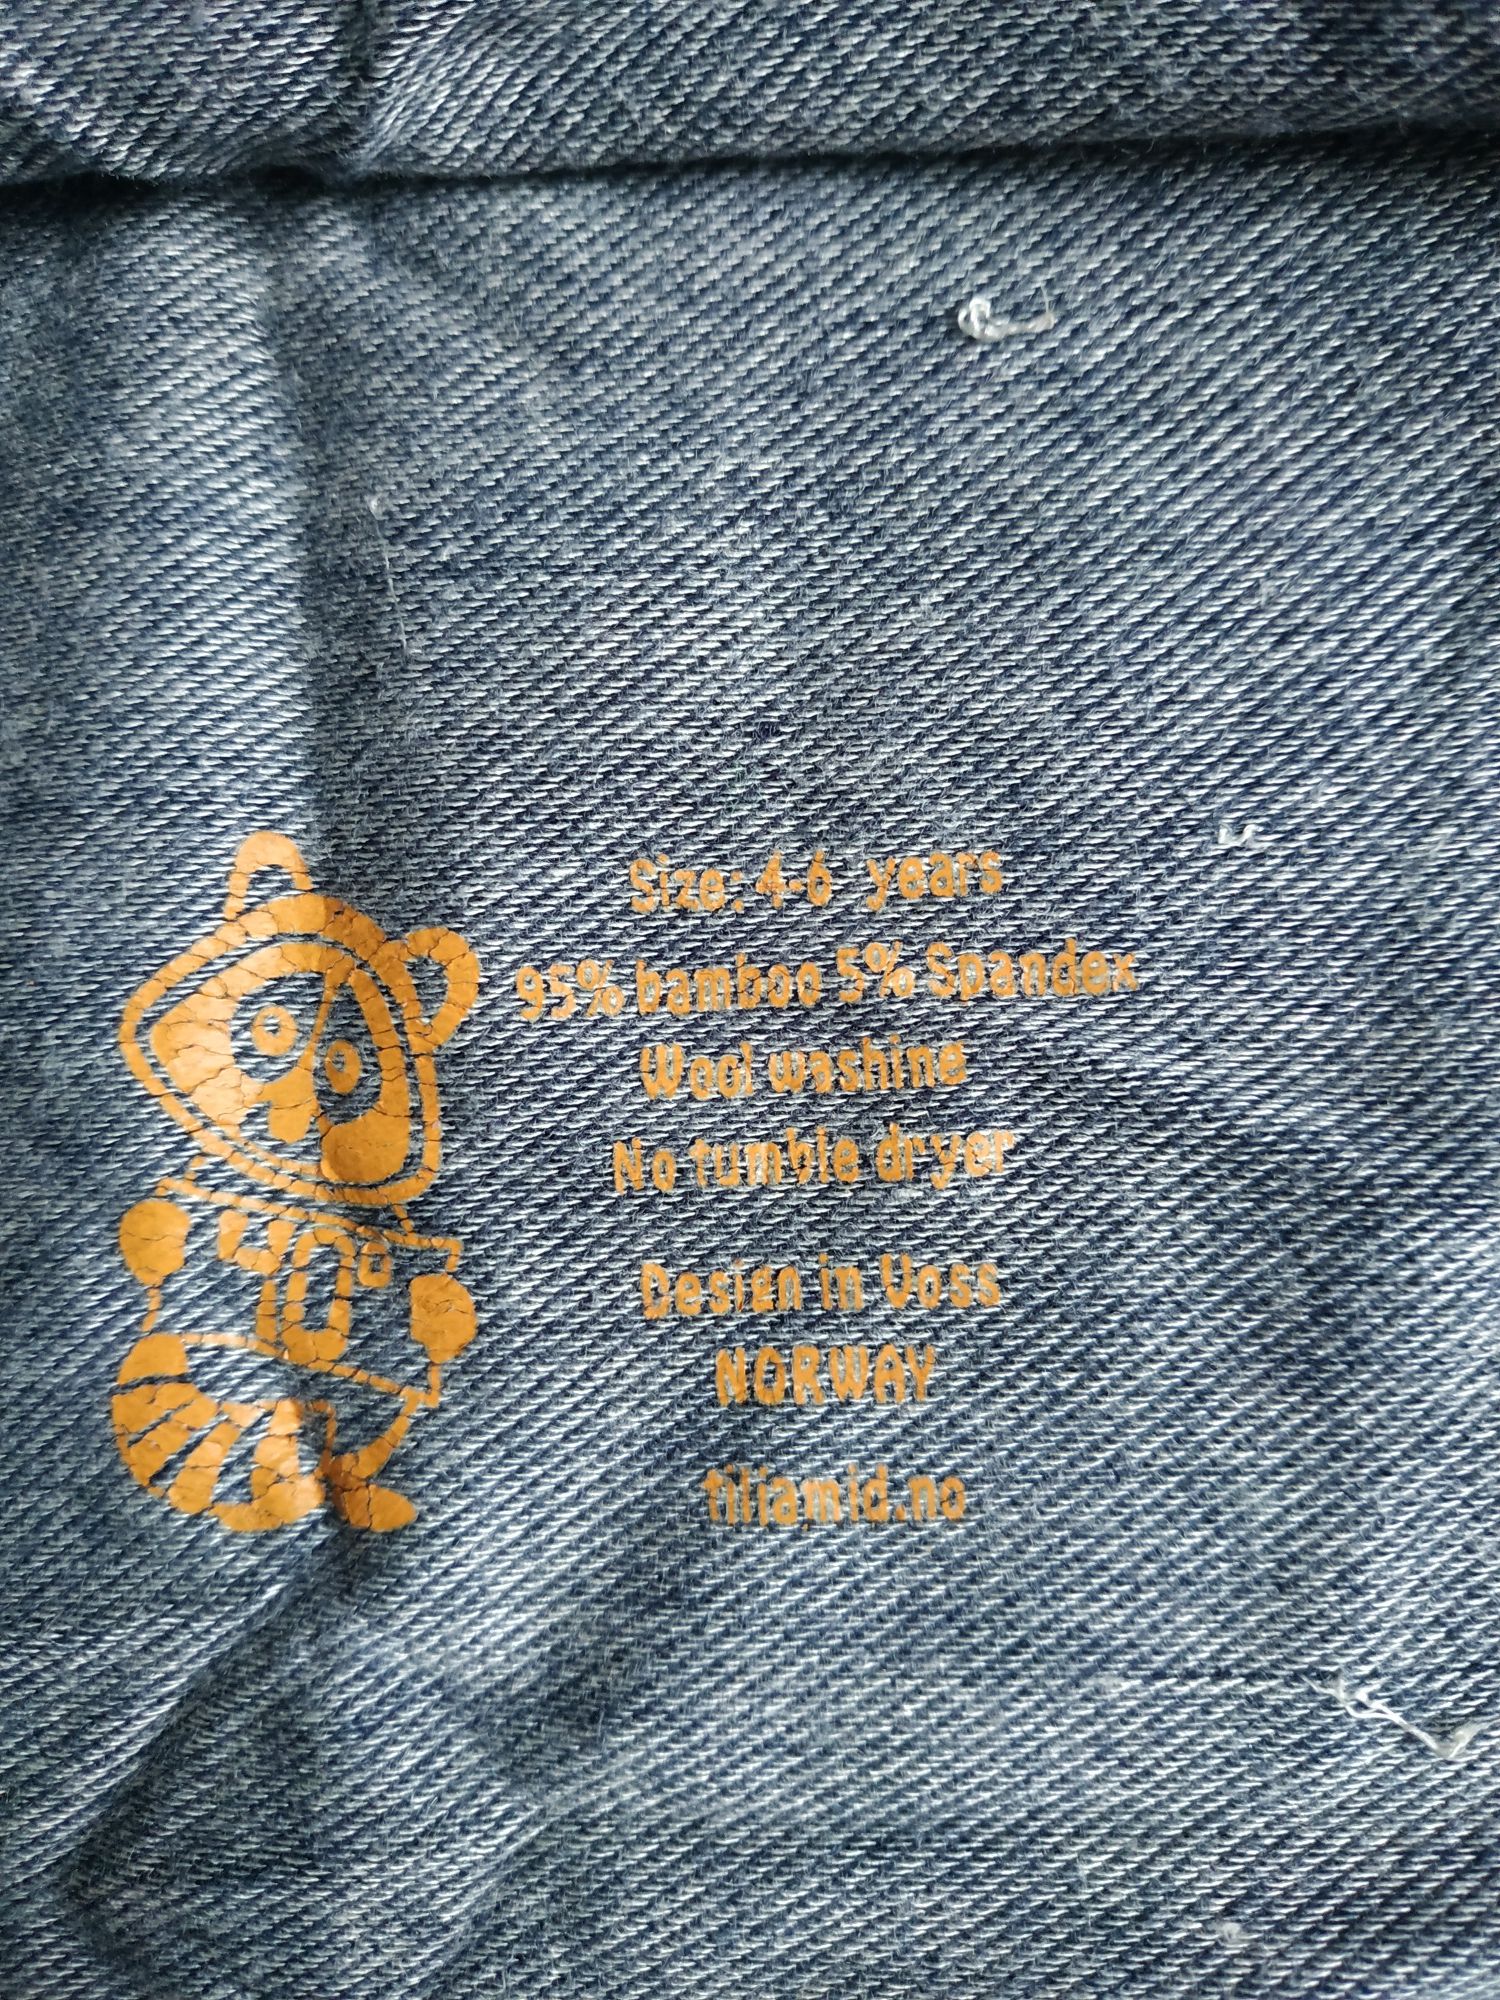 Size: 4-6 years
95% bamboo 5% Spandex
Wool washine
No tumble dryer
40°
Design in Voss
NORWAY
tiliamid.no